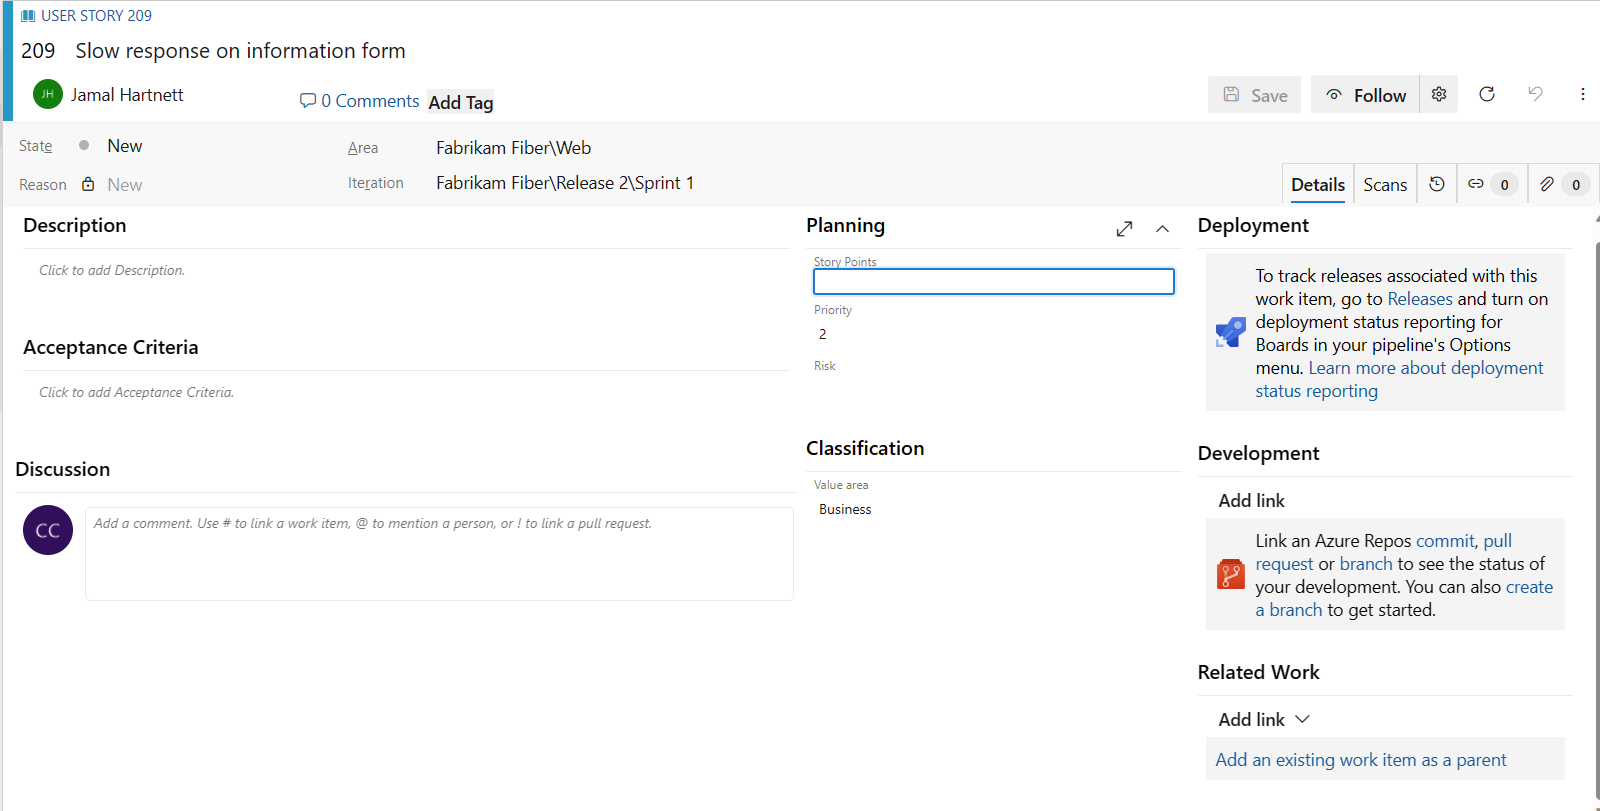 USER STORY 209
209 Slow response on information form
JH Jamal Hartnett
0 Comments Add Tag
Save Follow
State New
Reason New
Area Fabrikam Fiber\Web
Iteration Fabrikam Fiber\Release 2\Sprint 1
Details Scans 0 0
Description
Click to add Description.
Acceptance Criteria
Click to add Acceptance Criteria.
Discussion
CC
Add a comment. Use # to link a work item, @ to mention a person, or ! to link a pull request.
Planning
Story Points
Priority
2
Risk
Classification
Value area
Business
Deployment
To track releases associated with this
work item, go to Releases and turn on
deployment status reporting for
Boards in your pipeline's Options
menu. Learn more about deployment
status reporting
Development
Add link
Link an Azure Repos commit, pull
request or branch to see the status of
your development. You can also create
a branch to get started.
Related Work
Add link
Add an existing work item as a parent